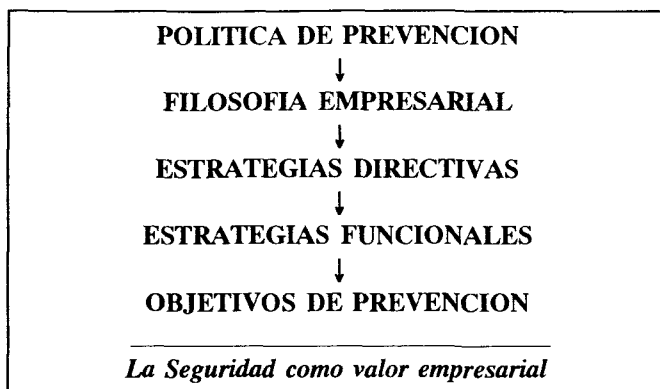 POLITICA DE PREVENCION
↓
FILOSOFIA EMPRESARIAL
↓
ESTRATEGIAS DIRECTIVAS
↓
ESTRATEGIAS FUNCIONALES
↓
OBJETIVOS DE PREVENCION
La Seguridad como valor empresarial